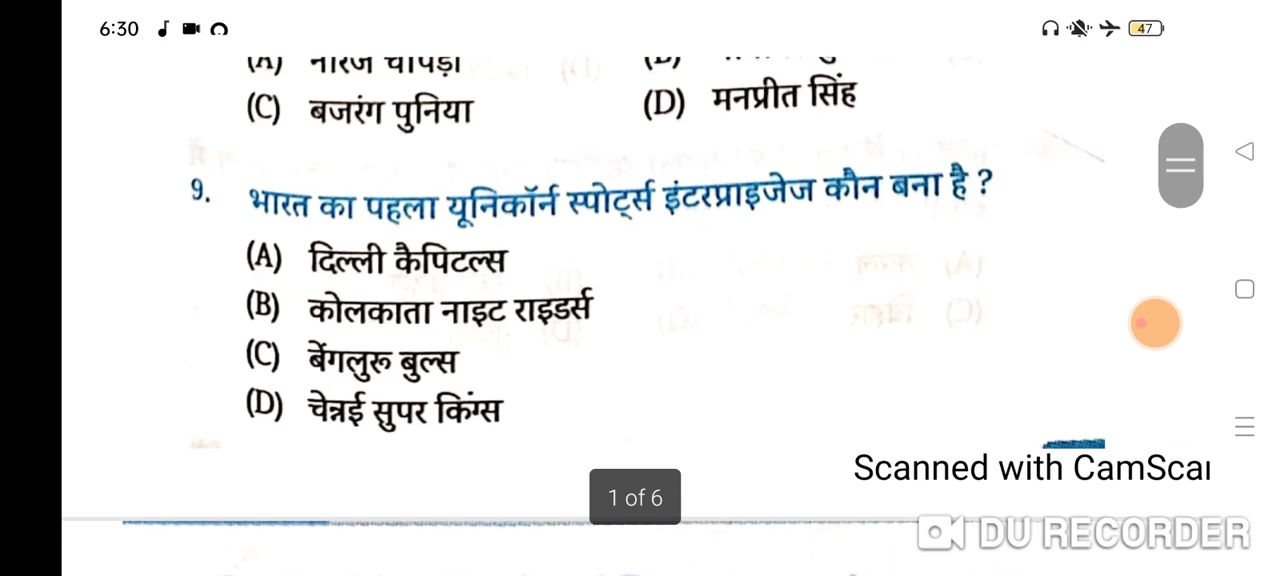 6:30
47
(A) नीरज चोपड़ा
(C) बजरंग पुनिया (D) मनप्रीत सिंह
9. भारत का पहला यूनिकॉर्न स्पोर्ट्स इंटरप्राइजेज कौन बना है ?
(A) दिल्ली कैपिटल्स
(B) कोलकाता नाइट राइडर्स
(C) बेंगलुरू बुल्स
(D) चेन्नई सुपर किंग्स
Scanned with CamScar
1 of 6
DU RECORDER